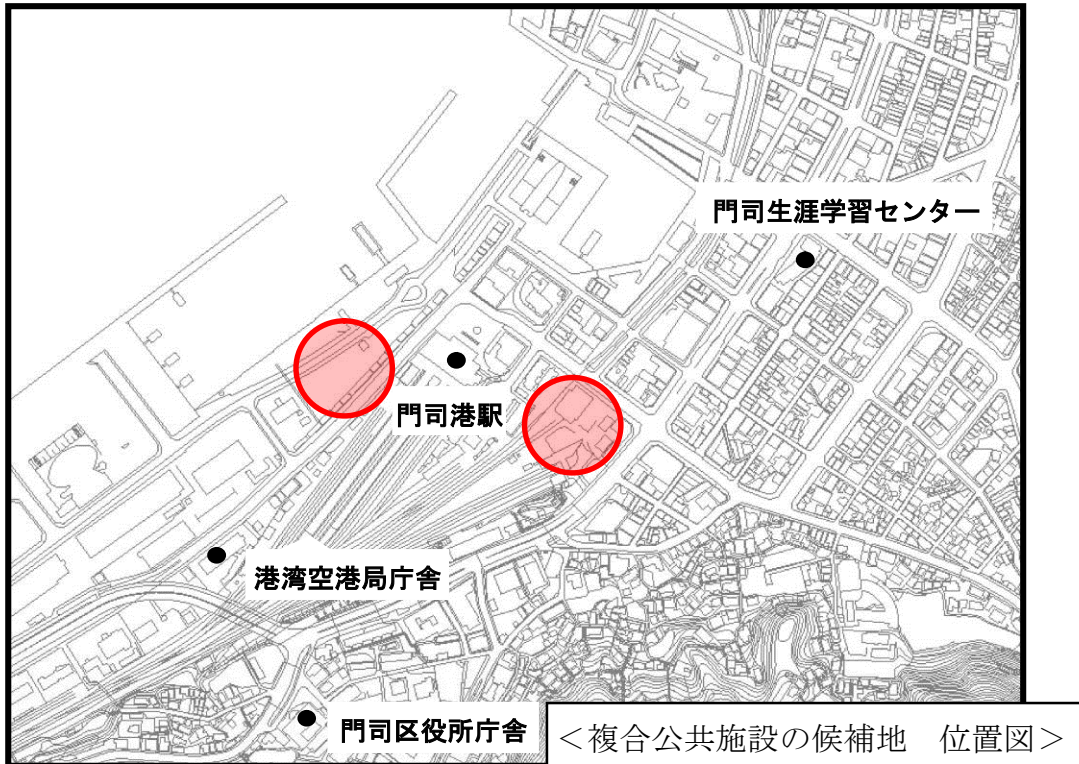 門司生涯学習センター
門司港駅
港湾空港局庁舎
門司区役所庁舎
＜複合公共施設の候補地　位置図＞